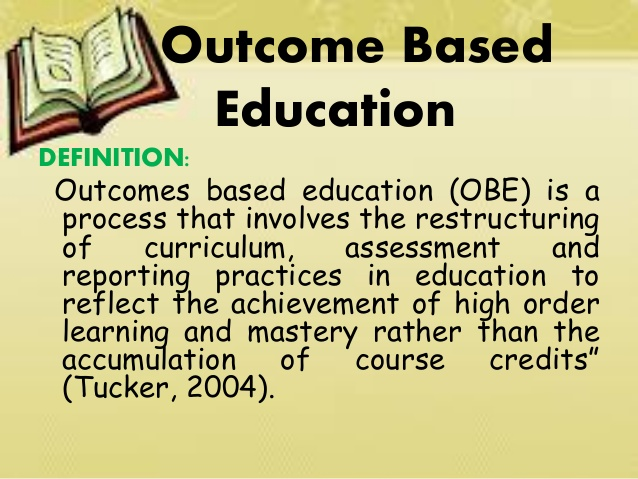 Outcome Based
Education
DEFINITION:
Outcomes based education (OBE) is a
process that involves the restructuring
of curriculum, assessment and
reporting practices in education to
reflect the achievement of high order
learning and mastery rather than the
accumulation of course credits”
(Tucker, 2004).